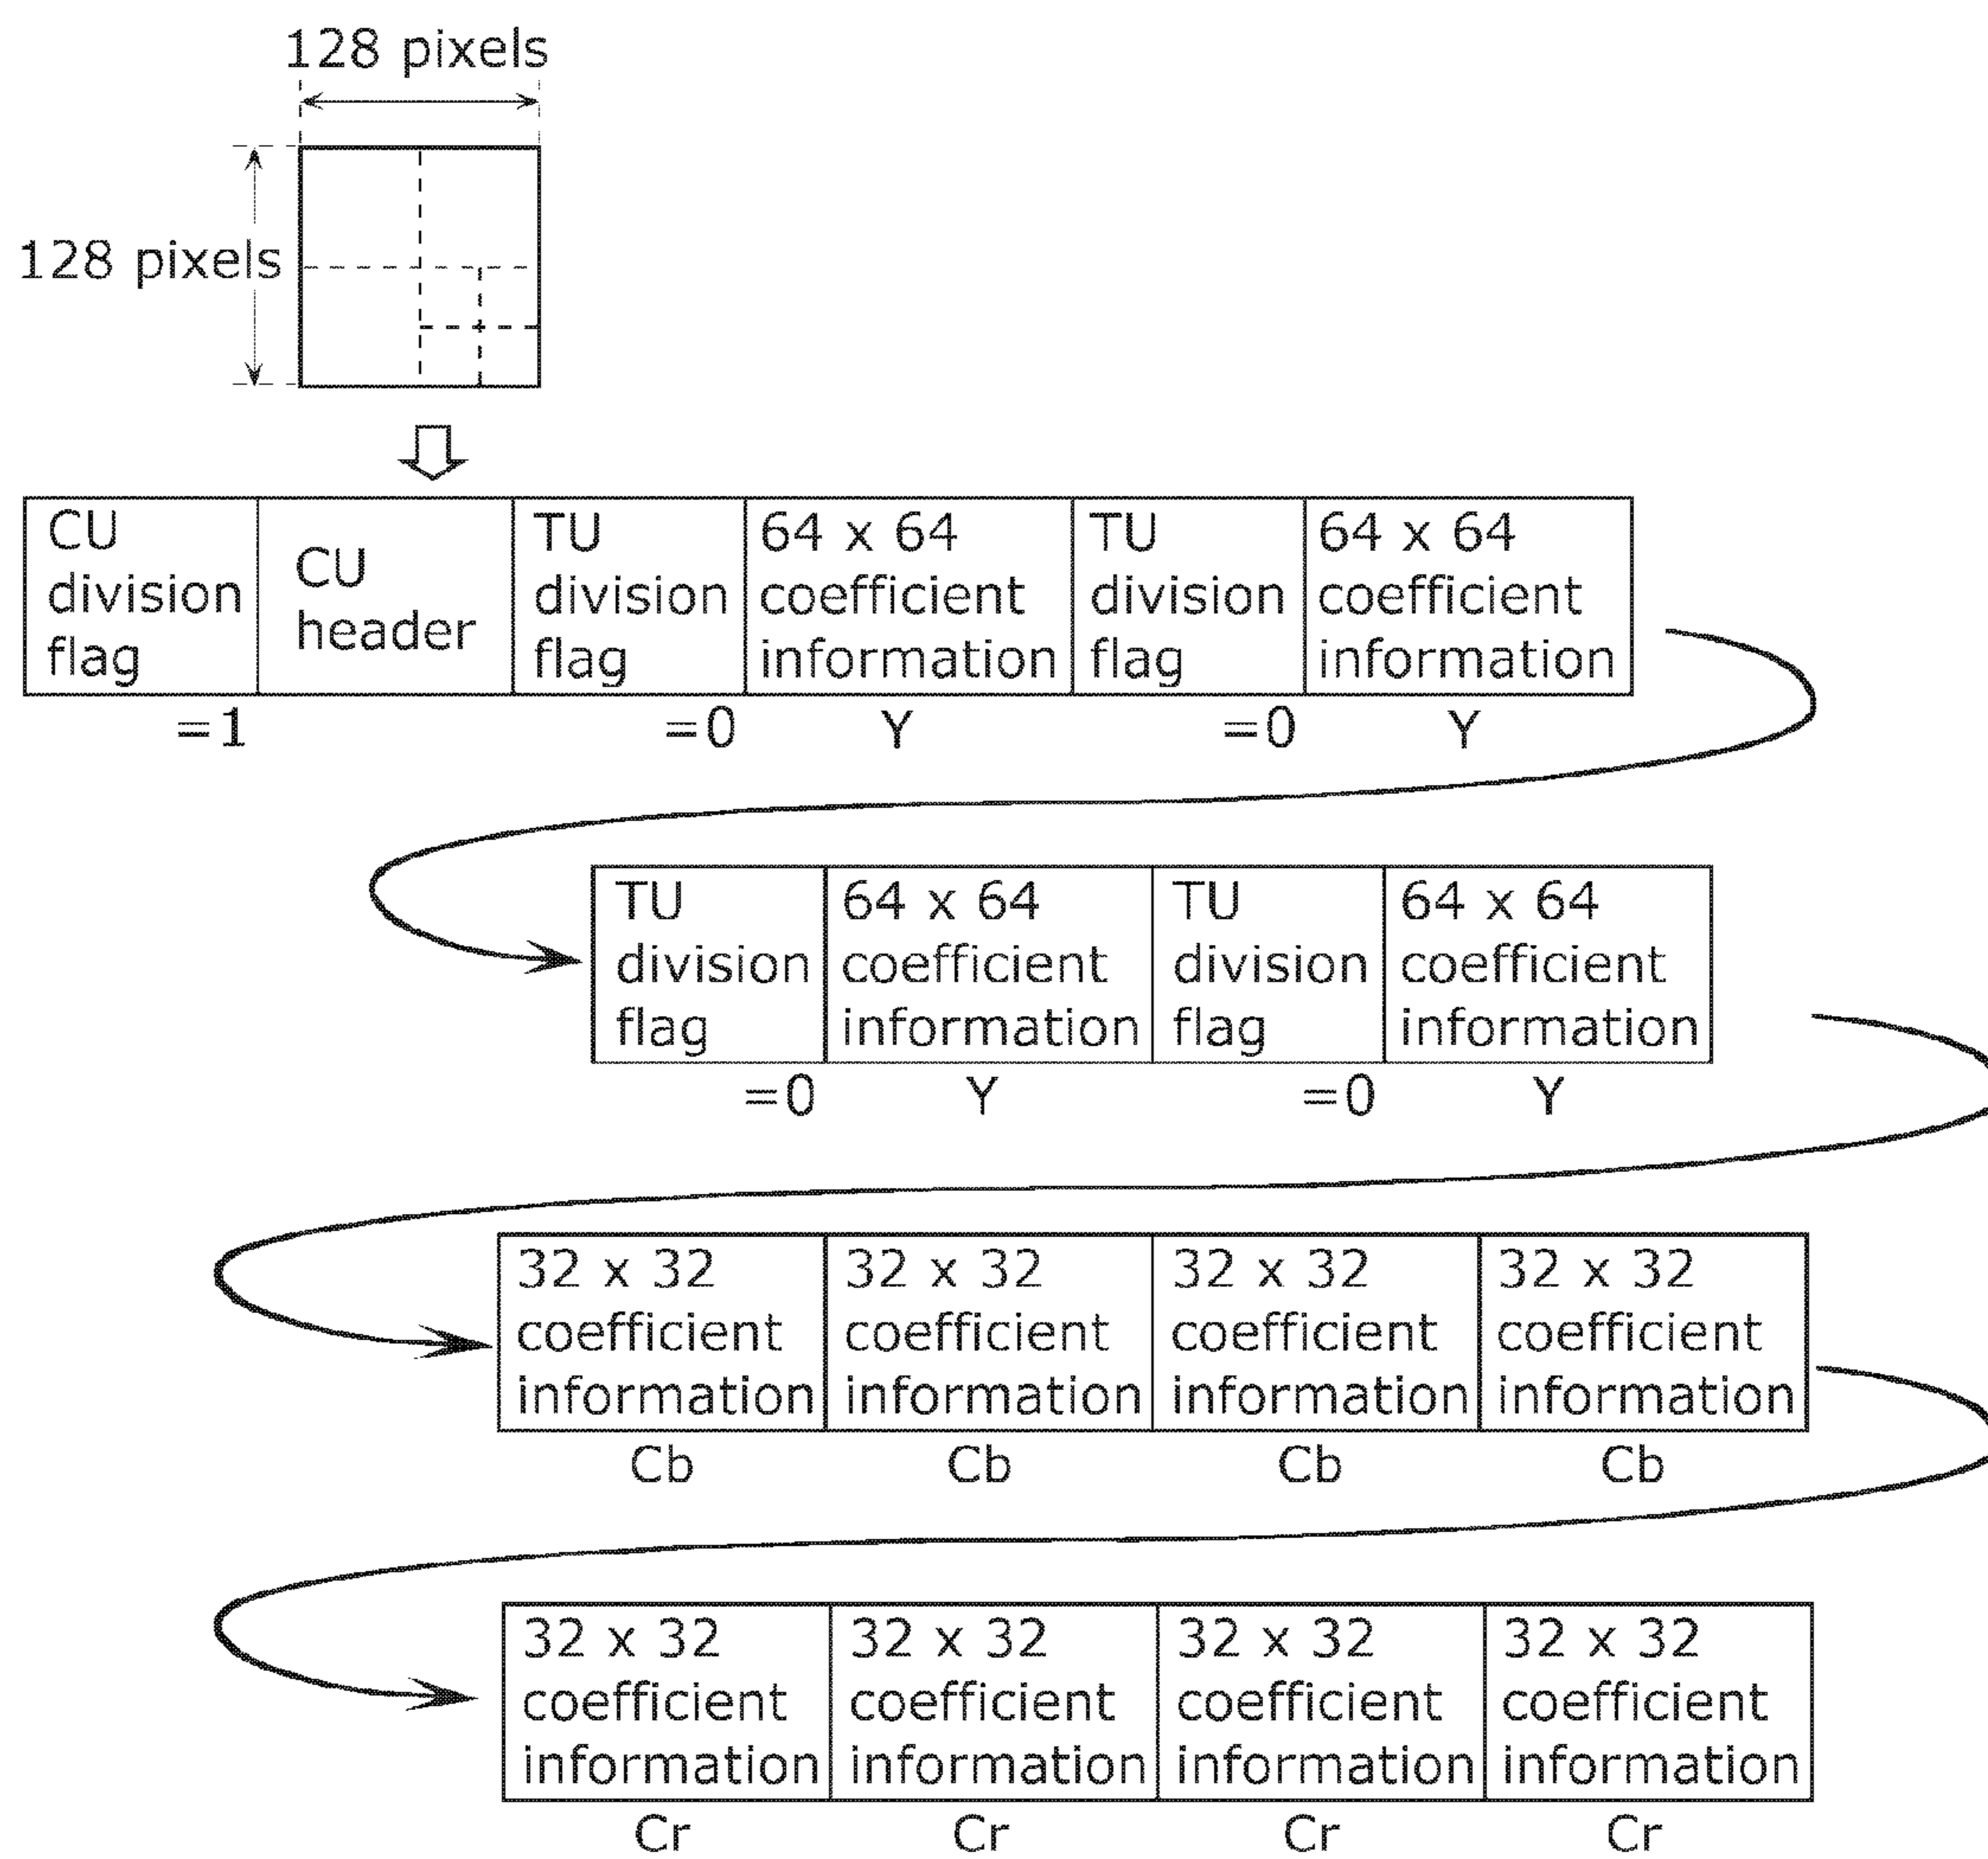 128 pixels
128 pixels
CU
division
flag
CU
header
TU
division
flag
64 x 64
coefficient
information
TU
division
flag
64 x 64
coefficient
information
=1
=0
Y
=0
Y
TU
division
flag
64 x 64
coefficient
information
TU
division
flag
64 x 64
coefficient
information
=0
Y
=0
Y
32 x 32
coefficient
information
32 x 32
coefficient
information
32 x 32
coefficient
information
32 x 32
coefficient
information
Cb
Cb
Cb
Cb
32 x 32
coefficient
information
32 x 32
coefficient
information
32 x 32
coefficient
information
32 x 32
coefficient
information
Cr
Cr
Cr
Cr